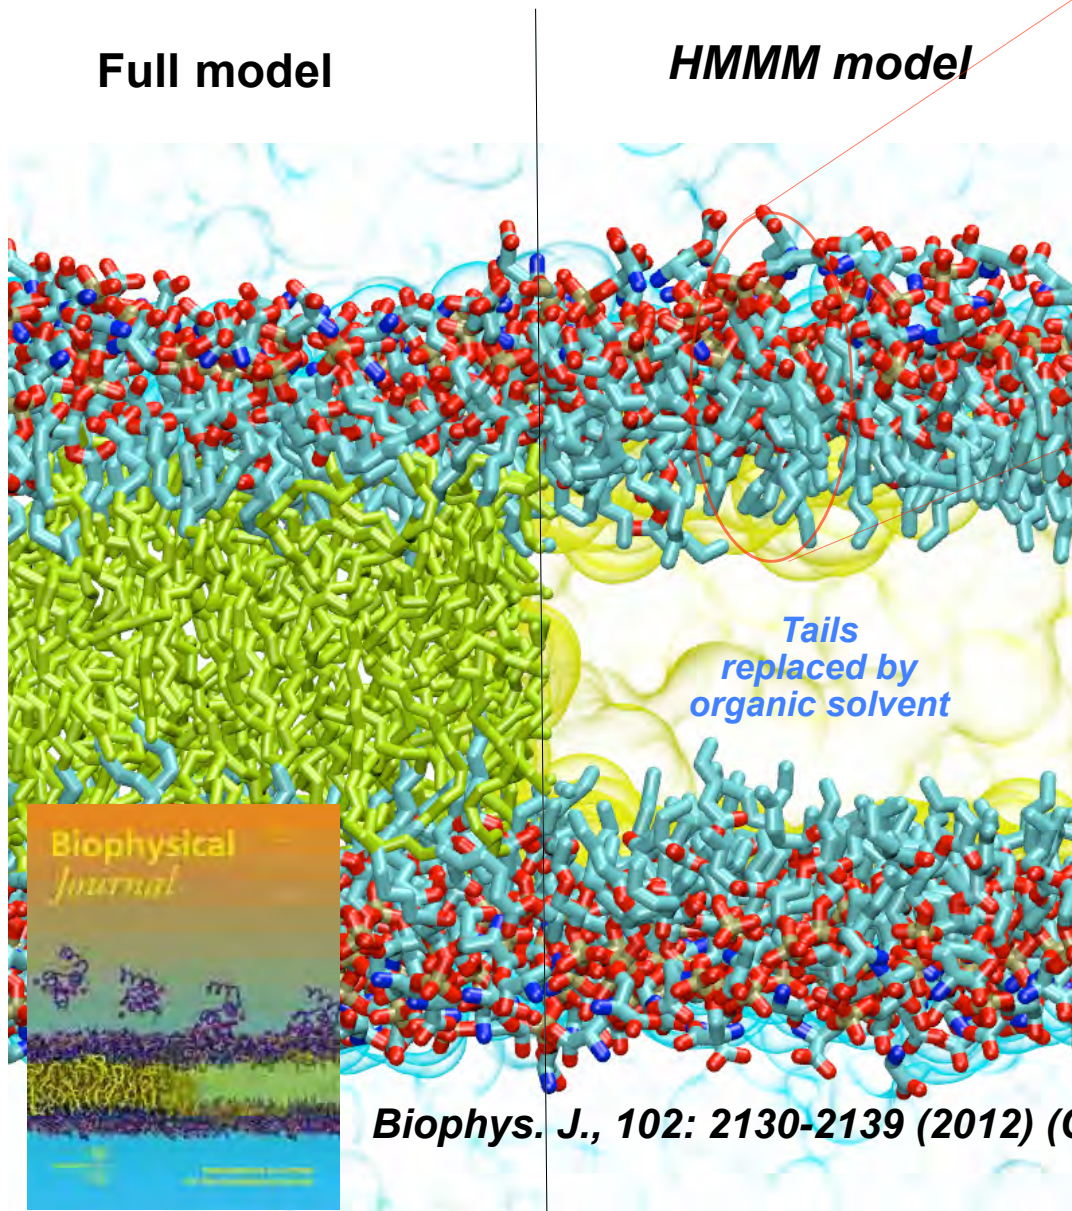 Full model
HMMM model
Tails
replaced by
organic solvent
Biophysical
Journal
Biophys. J., 102: 2130-2139 (2012) (